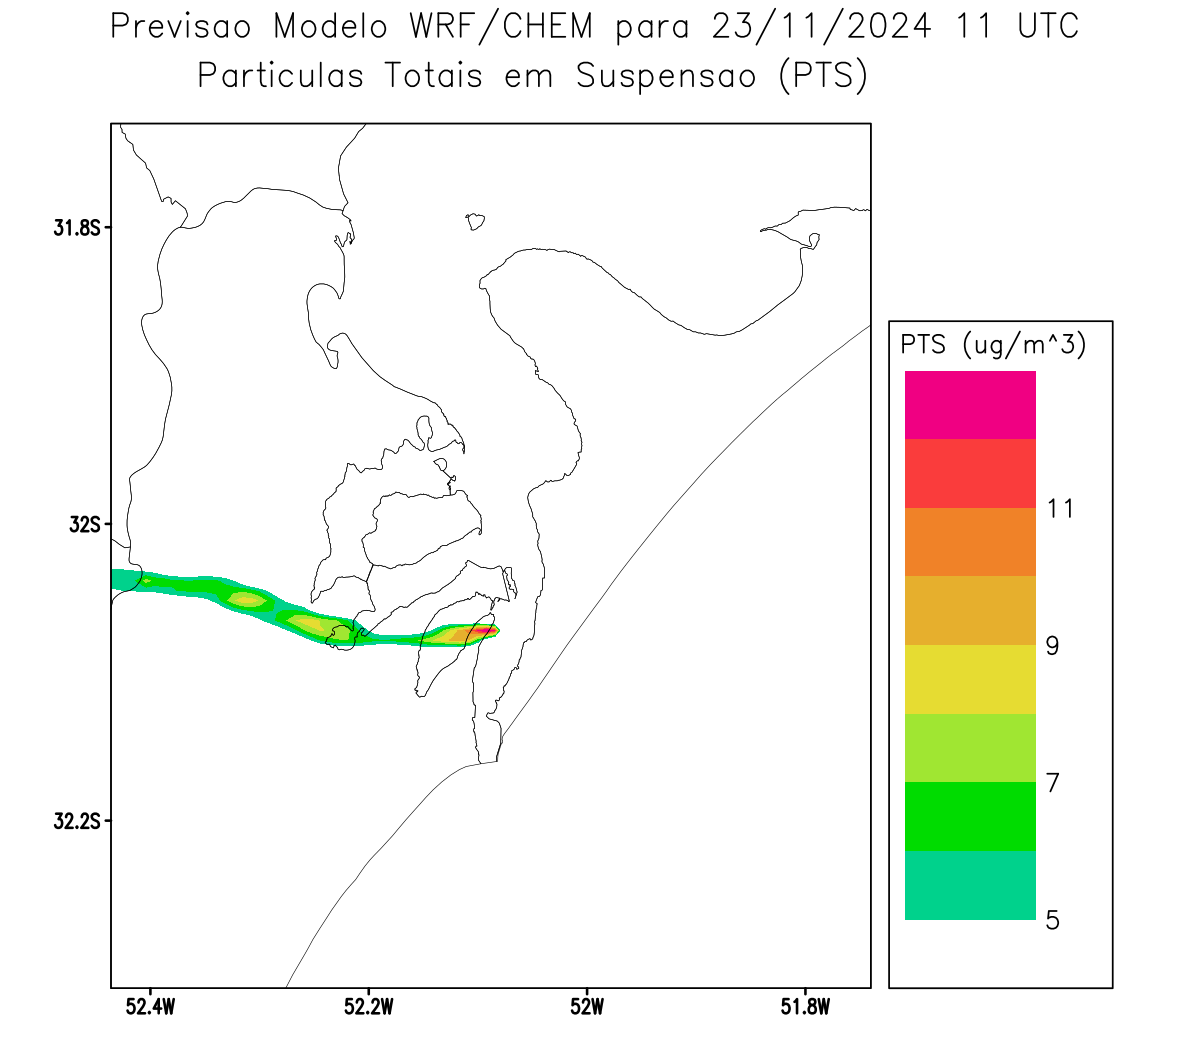 Previsao Modelo WRF/CHEM para 23/11/2024 11 UTC
Particulas Totais em Suspensao (PTS)
31.8S
32S
32.2S
52.4W
52.2W
52W
51.8W
PTS (ug/m^3)
11
9
7
5